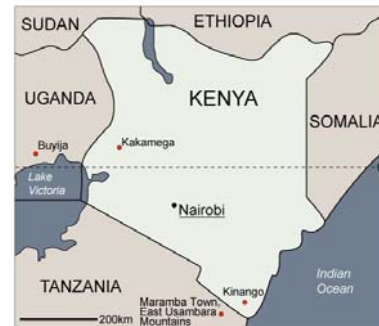 SUDAN
ETHIOPIA
UGANDA
KENYA
SOMALIA
Buyija
Kakamega
Lake
Victoria
Nairobi
TANZANIA
Kinango
Indian
Ocean
Maramba Town,
East Usambara
Mountains
200km